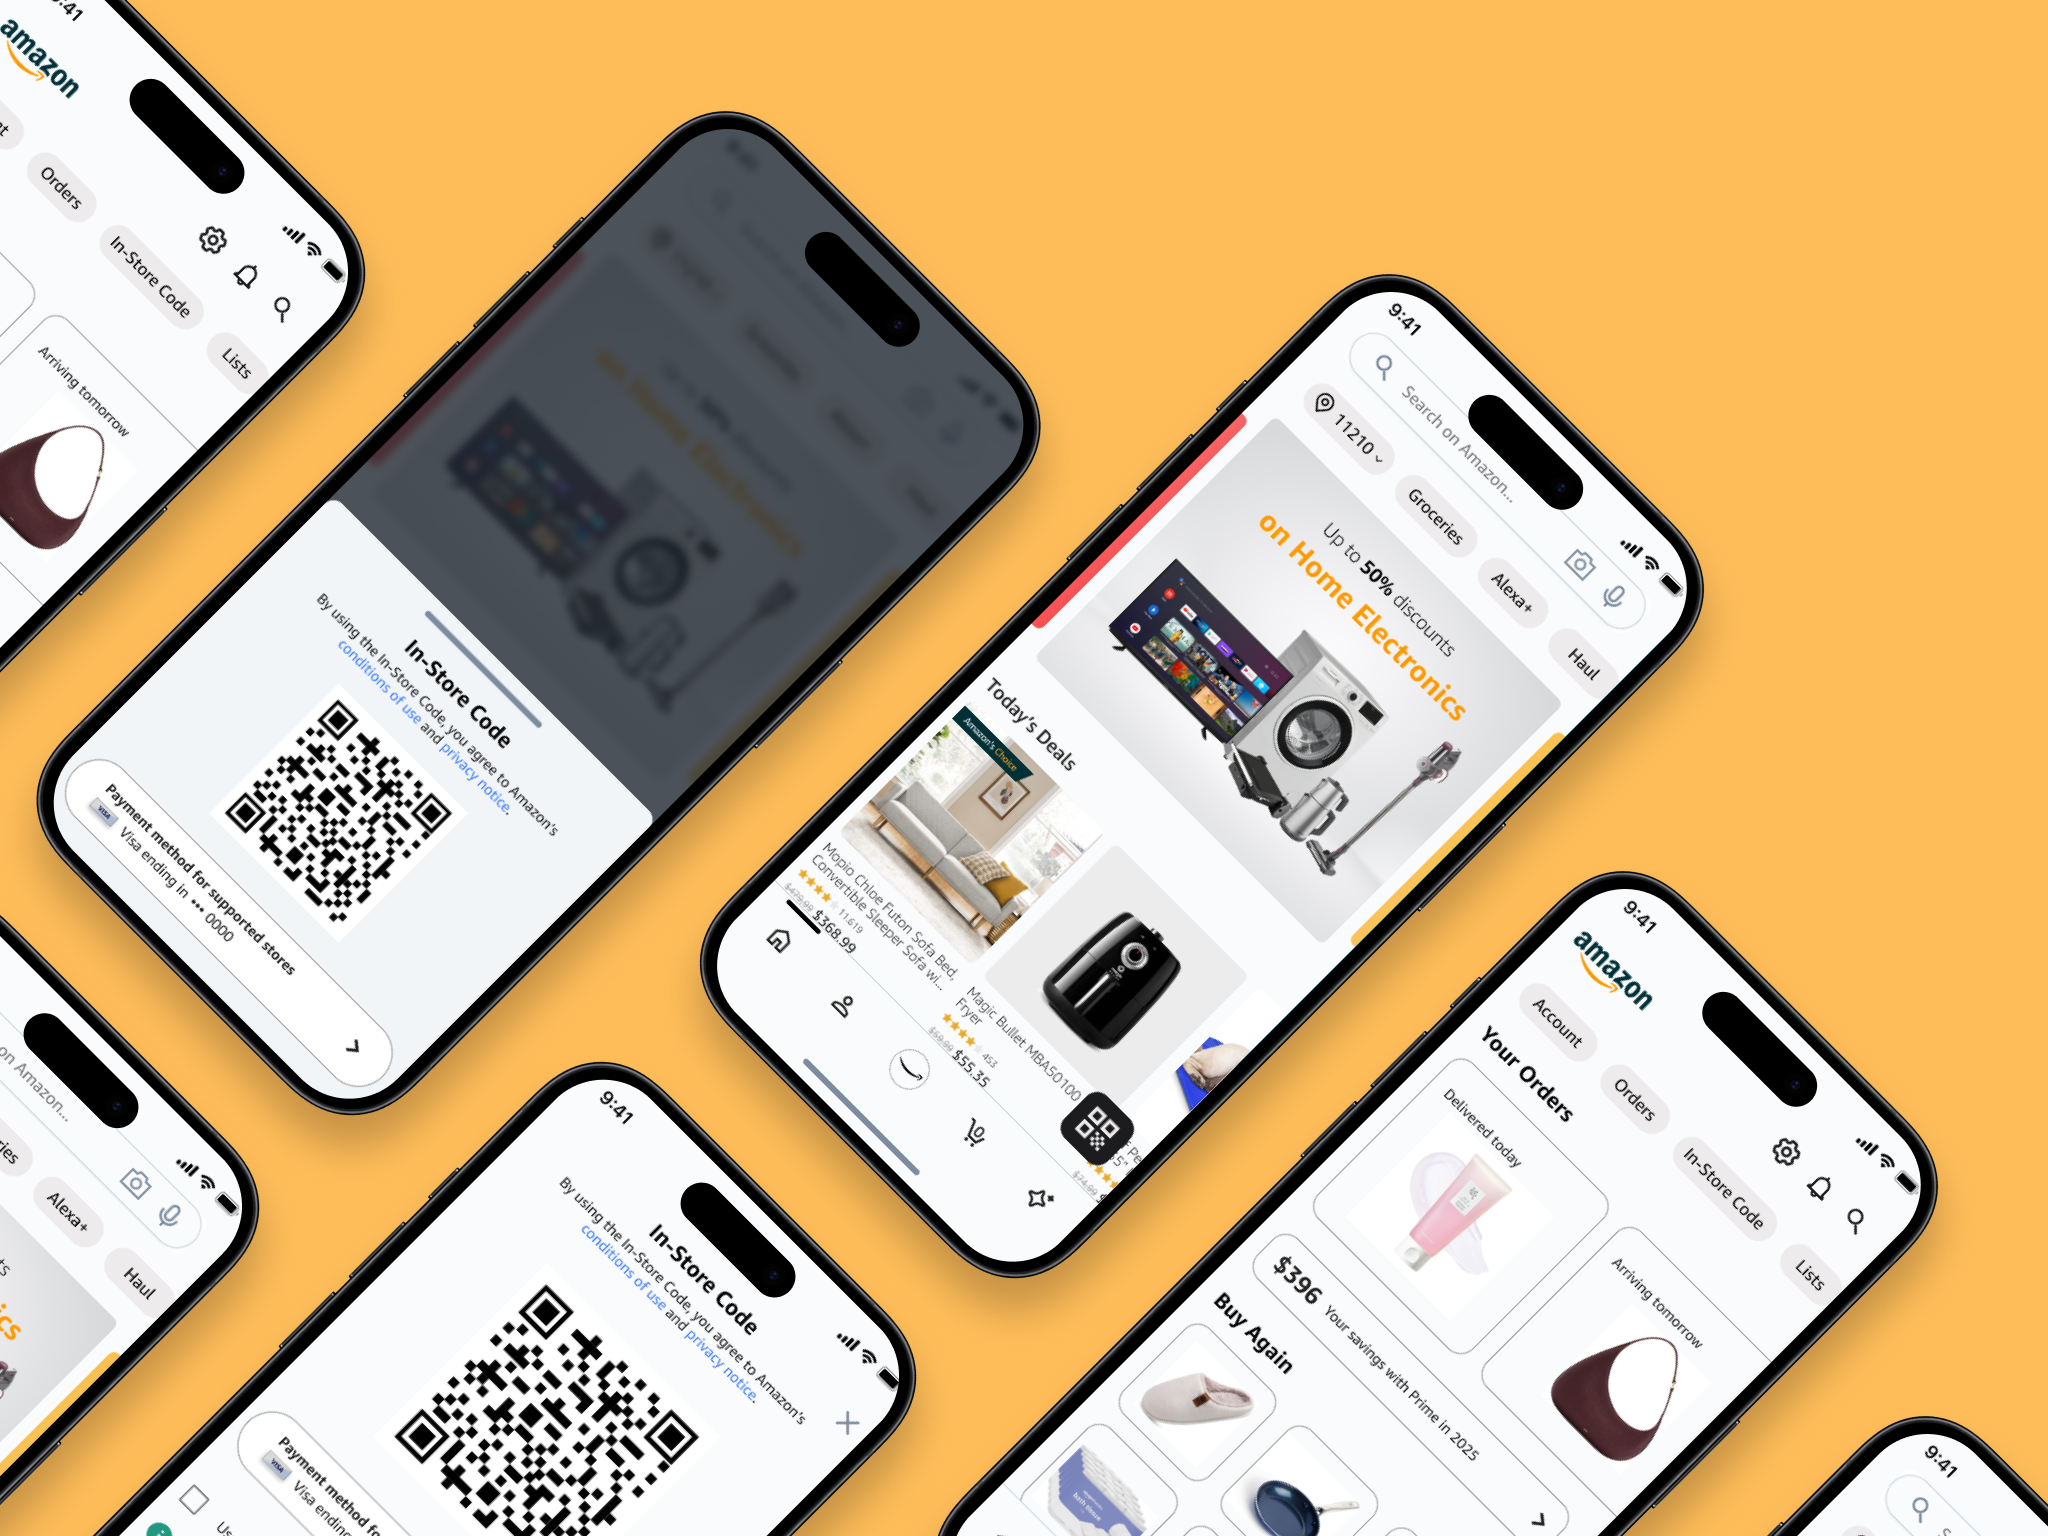 9:41
amazon
Orders
In-Store Code
Lists
Arriving tomorrow
In-Store Code
By using the In-Store Code, you agree to Amazon's
conditions of use and privacy notice.
Payment method for supported stores
VISA
Visa ending in ••• 0000
9:41
Search on Amazon...
11210
Groceries
Alexa+
Haul
Up to 50% discounts
on Home Electronics
Today's Deals
Amazon's Choice
Mopio Chloe Futon Sofa Bed,
Convertible Sleeper Sofa wi...
11.619
$368.99
Magic Bullet MBA50100
Fryer
453
$59.99 $55.35
9:41
amazon
Account
Orders
In-Store Code
Lists
Your Orders
Delivered today
Arriving tomorrow
$396 Your savings with Prime in 2025
Buy Again
on Amazon...
Alexa+
Haul
9:41
In-Store Code
By using the In-Store Code, you agree to Amazon's
conditions of use and privacy notice.
Payment method fo
VISA
Visa ending
9:41